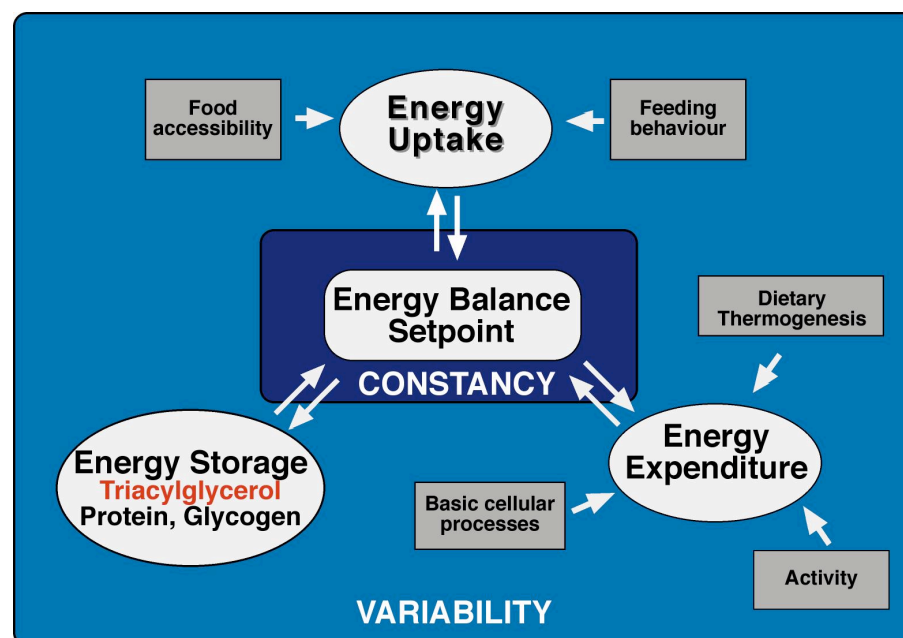 Food
accessibility
Energy
Uptake
Feeding
behaviour
Energy Balance
Setpoint
CONSTANCY
Dietary
Thermogenesis
Energy Storage
Triacylglycerol
Protein, Glycogen
Energy
Expenditure
Basic cellular
processes
Activity
VARIABILITY